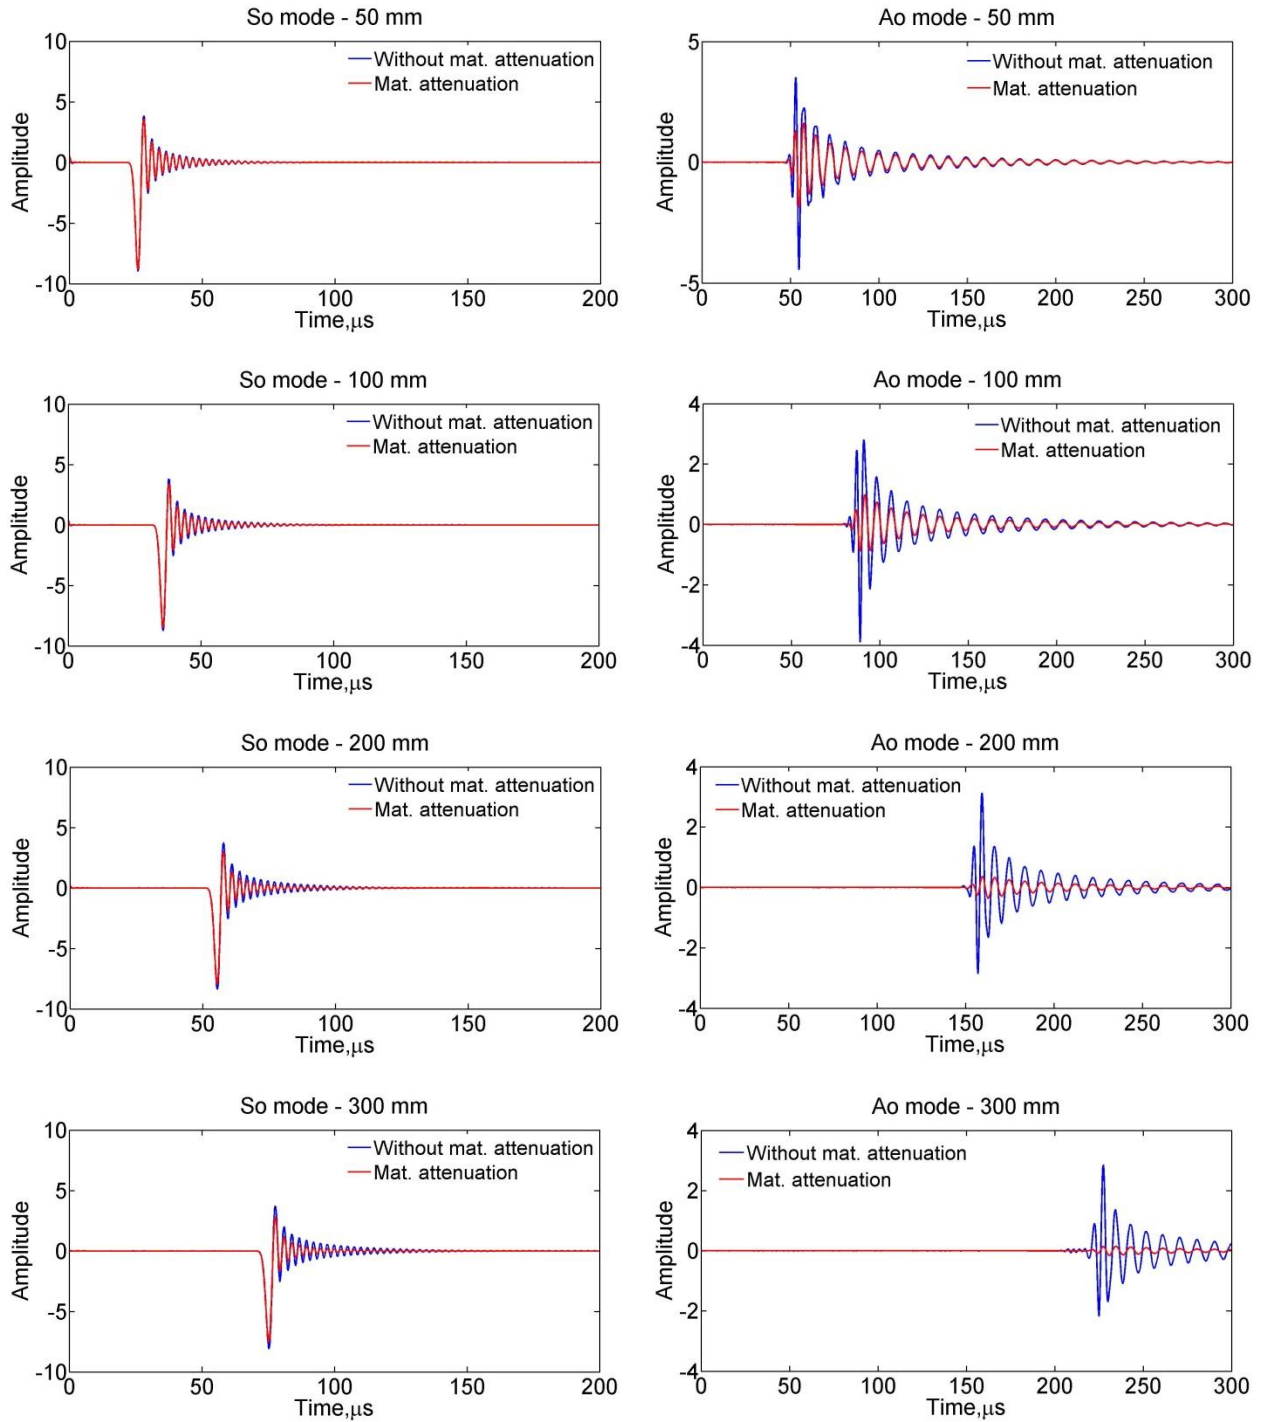 So mode - 50 mm
10
5
0
-5
-10
Amplitude
Without mat. attenuation
Mat. attenuation
0 50 100 150 200
Time,μs
Ao mode - 50 mm
5
0
-5
Amplitude
Without mat. attenuation
Mat. attenuation
0 50 100 150 200 250 300
Time,μs
So mode - 100 mm
10
5
0
-5
-10
Amplitude
Without mat. attenuation
Mat. attenuation
0 50 100 150 200
Time,μs
Ao mode - 100 mm
4
2
0
-2
-4
Amplitude
Without mat. attenuation
Mat. attenuation
0 50 100 150 200 250 300
Time,μs
So mode - 200 mm
10
5
0
-5
-10
Amplitude
Without mat. attenuation
Mat. attenuation
0 50 100 150 200
Time,μs
Ao mode - 200 mm
4
2
0
-2
-4
Amplitude
Without mat. attenuation
Mat. attenuation
0 50 100 150 200 250 300
Time,μs
So mode - 300 mm
10
5
0
-5
-10
Amplitude
Without mat. attenuation
Mat. attenuation
0 50 100 150 200
Time,μs
Ao mode - 300 mm
4
2
0
-2
-4
Amplitude
Without mat. attenuation
Mat. attenuation
0 50 100 150 200 250 300
Time,μs